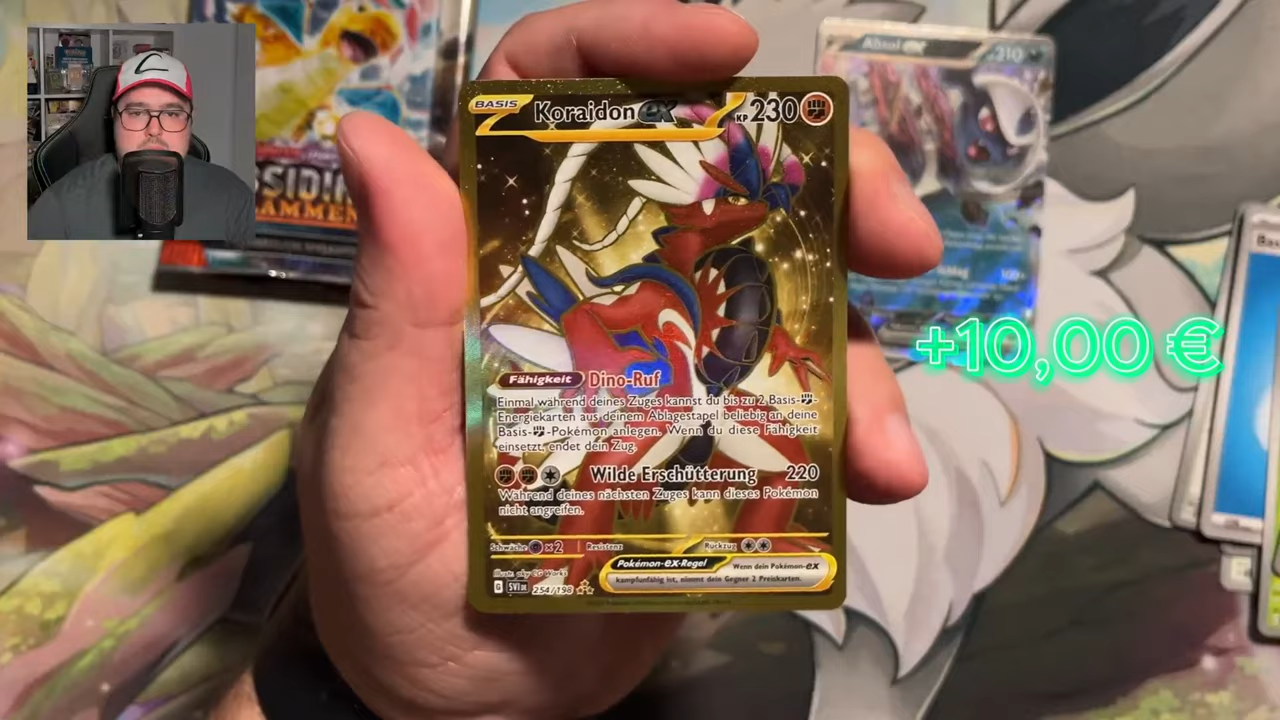 BASIS
Koraidon ex
KP 230
Fähigkeit Dino-Ruf
Einmal während deines Zuges kannst du bis zu 2 Basis-
Energiekarten aus deinem Ablagestapel beliebig an deine
Basis- -Pokémon anlegen. Wenn du diese Fähigkeit
einsetzt, endet dein Zug.
Wilde Erschütterung 220
Während deines nächsten Zuges kann dieses Pokémon
nicht angreifen.
Schwäche ×2 Resistenz Rückzug
Pokémon-ex-Regel Wenn dein Pokémon-ex
kampfunfähig ist, nimmt dein Gegner 2 Preiskarten.
G SVI DE 254/198
Absol ex 210
+10,00 €